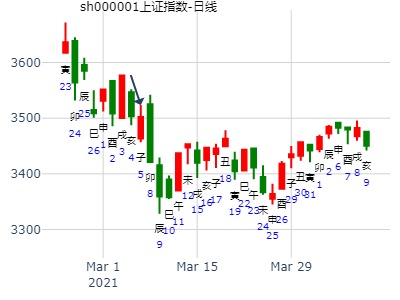 sh000001上证指数-日线
3600
3500
3400
3300
寅
23
卯
24
辰
25
巳
26
申
1
酉
2
戌
3
亥
4
子
5
卯
8
辰
9
巳
10
午
11
未
12
申
15
亥
16
子
17
丑
18
寅
19
巳
22
午
23
未
24
申
25
酉
26
子
29
丑
30
寅
31
卯
1
辰
2
申
6
酉
7
戌
8
亥
9
Mar 1
2021
Mar 15
Mar 29